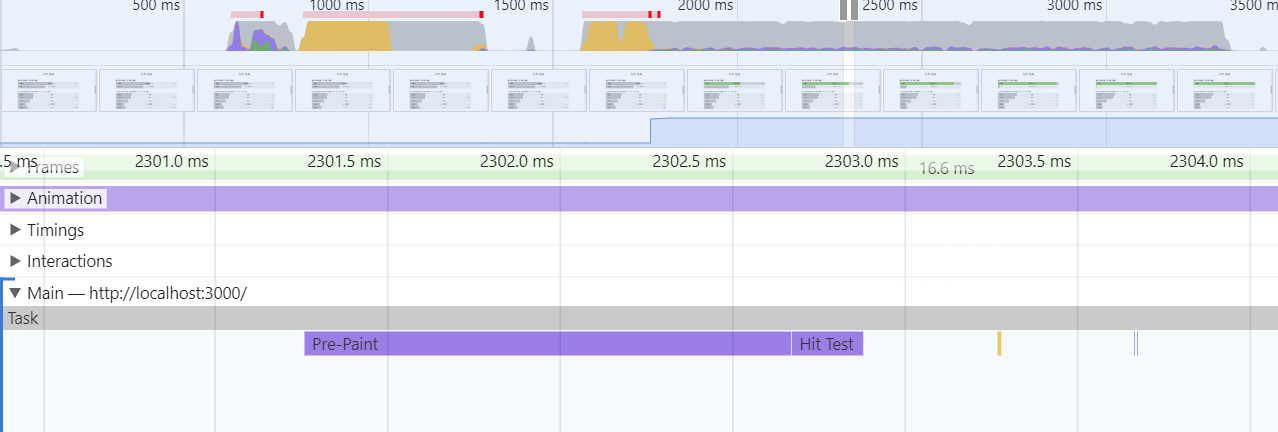 500 ms 1000 ms 1500 ms 2000 ms 2500 ms 3000 ms 3500 m
.5 ms 2301.0 ms 2301.5 ms 2302.0 ms 2302.5 ms 2303.0 ms 2303.5 ms 2304.0 ms
Frames 16.6 ms
Animation
Timings
Interactions
Main — http://localhost:3000/
Task
Pre-Paint Hit Test